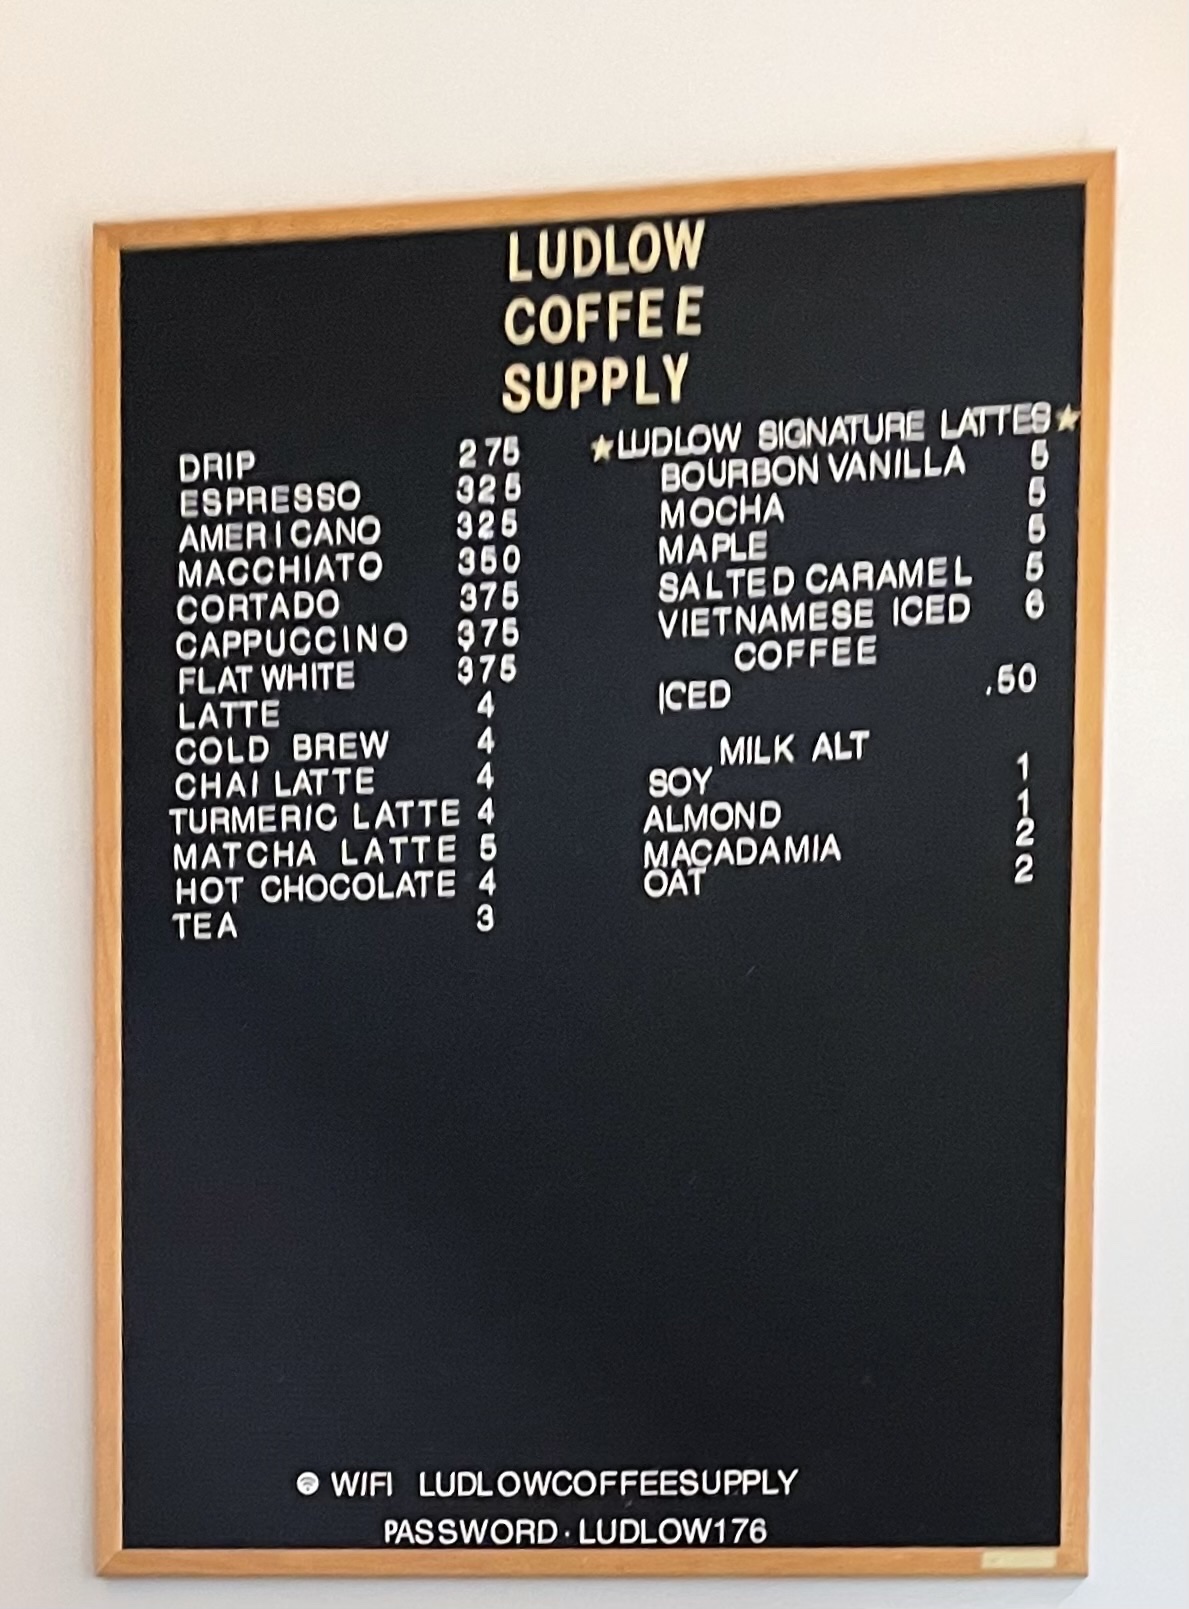 LUDLOW
COFFEE
SUPPLY
DRIP 275
ESPRESSO 325
AMERICANO 325
MACCHIATO 350
CORTADO 375
CAPPUCCINO 375
FLAT WHITE 375
LATTE 4
COLD BREW 4
CHAI LATTE 4
TURMERIC LATTE 4
MATCHA LATTE 5
HOT CHOCOLATE 4
TEA 3
★LUDLOW SIGNATURE LATTES★
BOURBON VANILLA 5
MOCHA 5
MAPLE 5
SALTED CARAMEL 5
VIETNAMESE ICED 6
COFFEE
ICED .50
MILK ALT
SOY 1
ALMOND 1
MACADAMIA 2
OAT 2
WIFI LUDLOWCOFFEESUPPLY
PASSWORD·LUDLOW176